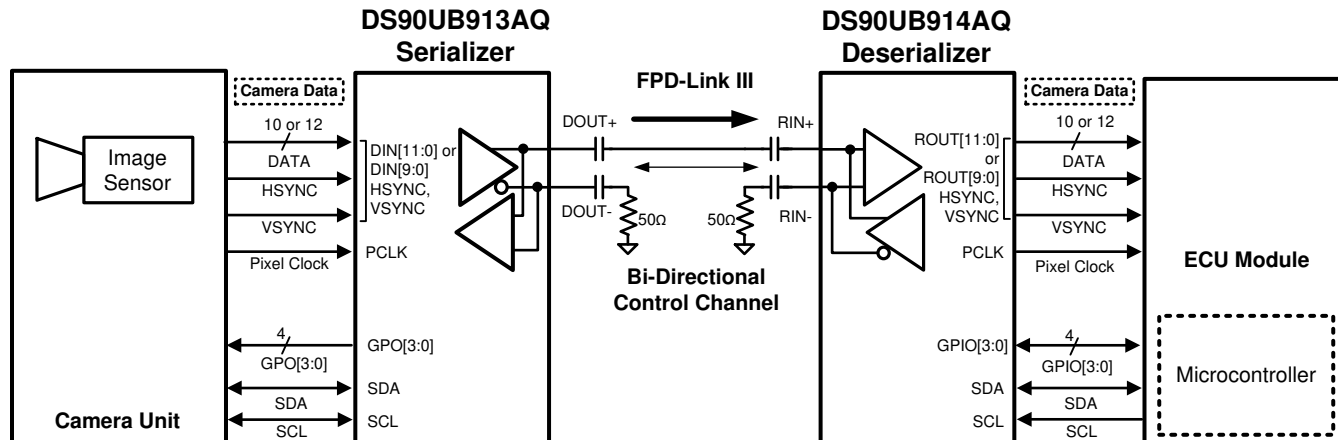 DS90UB913AQ
Serializer
DS90UB914AQ
Deserializer
FPD-Link III
Camera Data
10 or 12
DATA
HSYNC
VSYNC
Pixel Clock
Image
Sensor
DIN[11:0] or
DIN[9:0]
HSYNC,
VSYNC
PCLK
DOUT+
DOUT-
50Ω
RIN+
RIN-
50Ω
Bi-Directional
Control Channel
ROUT[11:0]
or
ROUT[9:0]
HSYNC,
VSYNC
PCLK
Camera Data
10 or 12
DATA
HSYNC
VSYNC
Pixel Clock
ECU Module
Microcontroller
4
GPO[3:0]
GPO[3:0]
SDA
SDA
SCL
SCL
Camera Unit
GPIO[3:0]
4
GPIO[3:0]
SDA
SDA
SCL
SCL